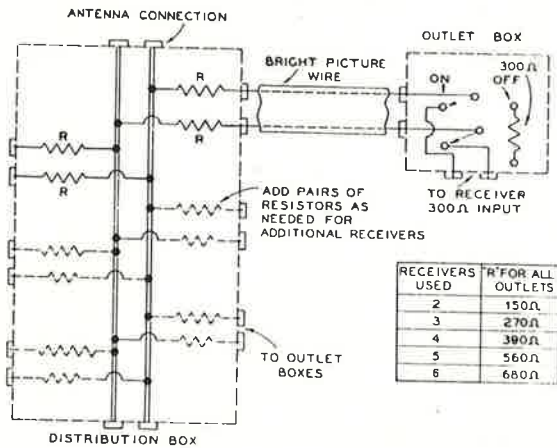 ANTENNA CONNECTION
OUTLET BOX
BRIGHT PICTURE
WIRE
300Ω
ON
OFF
R
R
R
R
TO RECEIVER
300Ω INPUT
ADD PAIRS OF
RESISTORS AS
NEEDED FOR
ADDITIONAL RECEIVERS
RECEIVERS USED "R" FOR ALL OUTLETS
2 150Ω
3 270Ω
4 390Ω
5 560Ω
6 680Ω
TO OUTLET
BOXES
DISTRIBUTION BOX